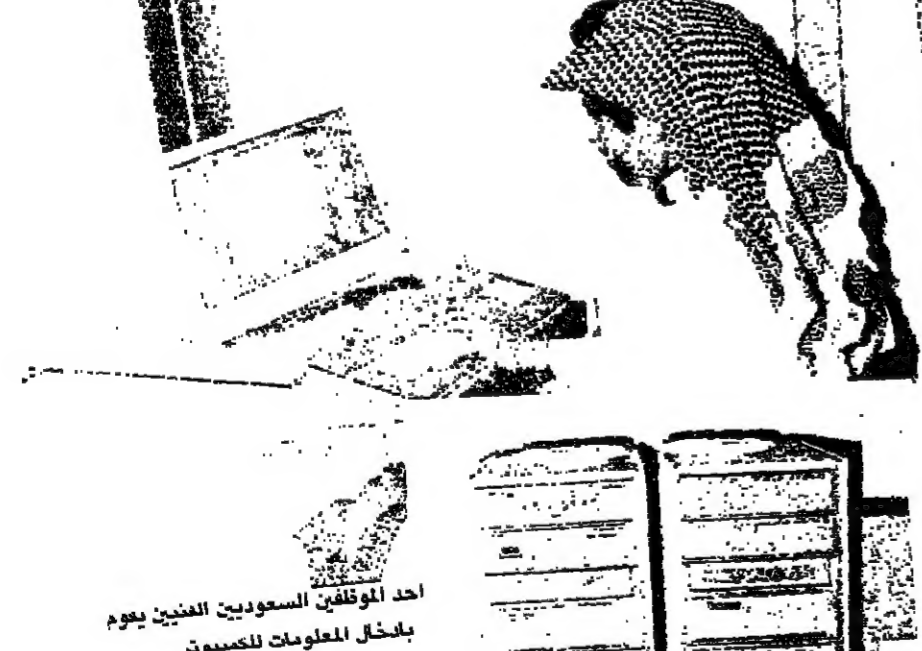 احد الموظفين السعوديين الفنيين يقوم
بادخال المعلومات للكمبيوتر